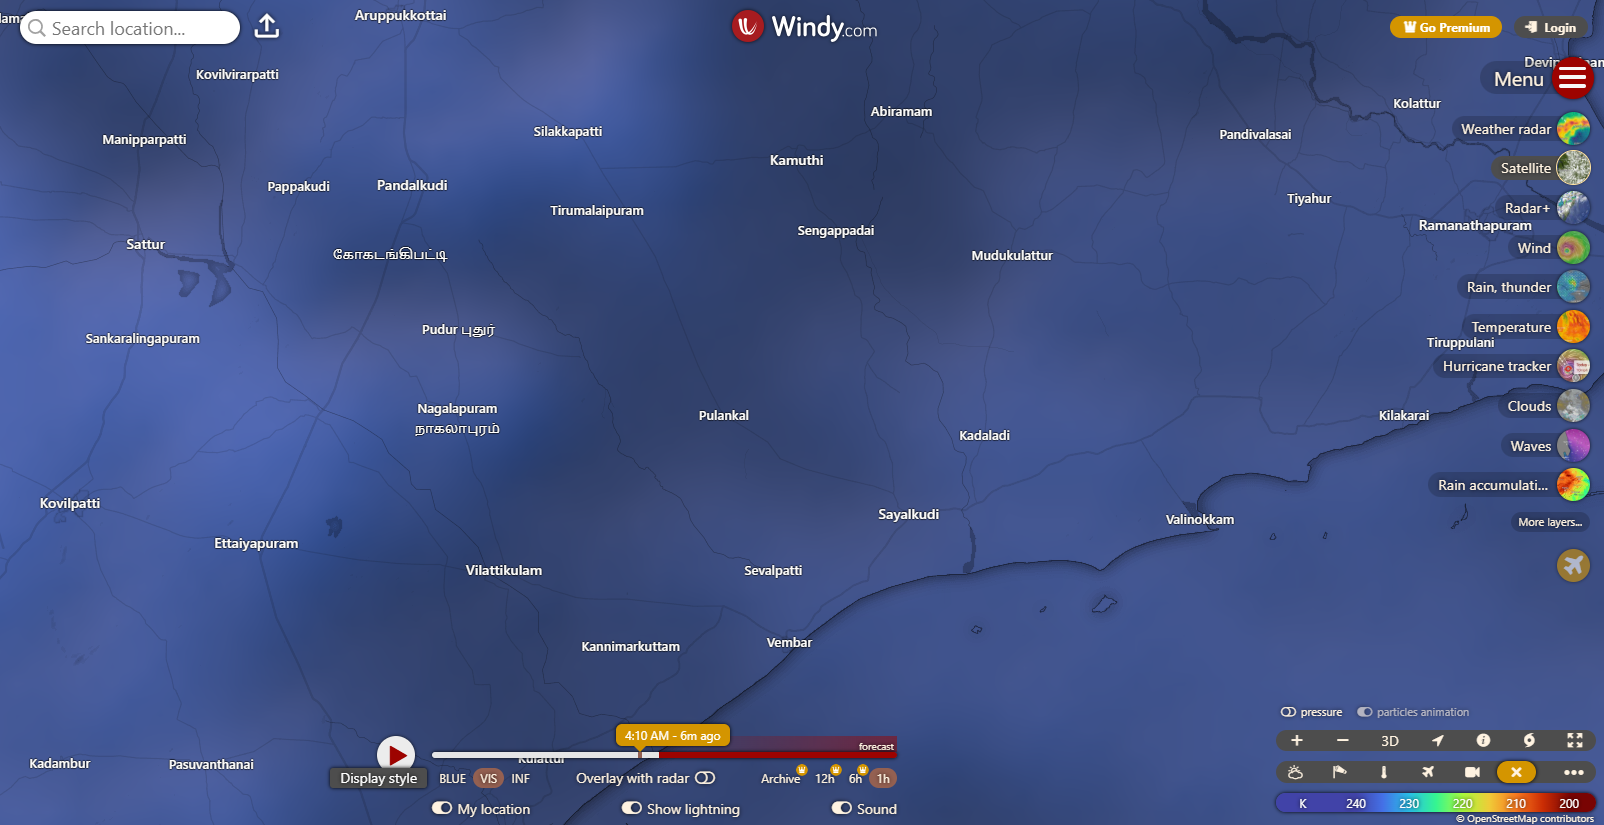 Aruppukkottai
Search location...
Windy.com
Go Premium
Login
Kovilvirarpatti
Menu
Abiramam
Kolattur
Silakkapatti
Pandivalasai
Weather radar
Manipparpatti
Kamuthi
Satellite
Pappakudi
Pandalkudi
Tiyahur
Radar+
Tirumalaipuram
Ramanathapuram
Sengappadai
Sattur
Wind
கோகடங்கிபட்டி
Mudukulattur
Rain, thunder
Temperature
Pudur புதுர்
Sankaralingapuram
Tiruppulani
Hurricane tracker
Nagalapuram
நாகலாபுரம்
Clouds
Pulankal
Kilakarai
Kadaladi
Waves
Rain accumulati...
Kovilpatti
Sayalkudi
Valinokkam
More layers...
Ettaiyapuram
Vilattikulam
Sevalpatti
Kannimarkuttam
Vembar
pressure
particles animation
4:10 AM - 6m ago
forecast
3D
Kadambur
Pasuvanthanai
Kulattur
Display style
BLUE VIS INF
Overlay with radar
Archive 12h 6h 1h
My location
Show lightning
Sound
K 240 230 220 210 200
© OpenStreetMap contributors